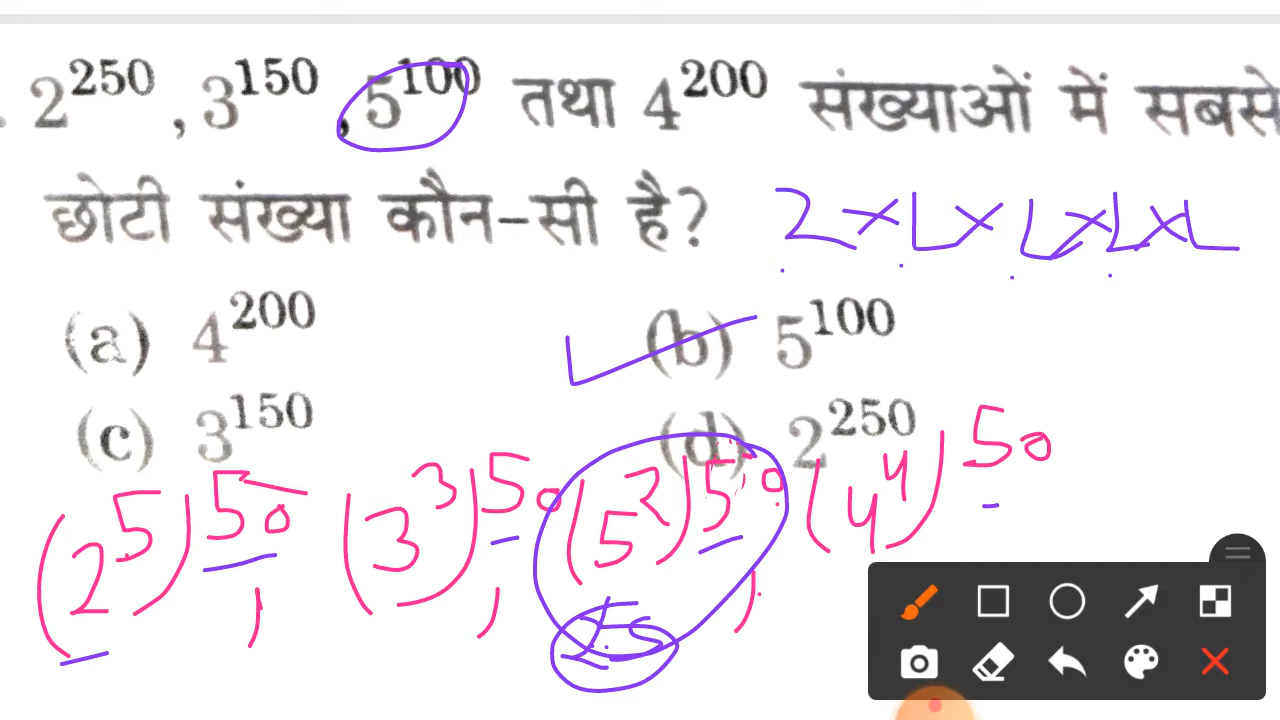 . 2^250 , 3^150 , 5^100 तथा 4^200 संख्याओं में सबसे
छोटी संख्या कौन-सी है? 2×
(a) 4^200 (b) 5^100
(c) 3^150 (d) 2^250
(2^5)^50 , (3^3)^50 , (5^2)^50 , (4^4)^50